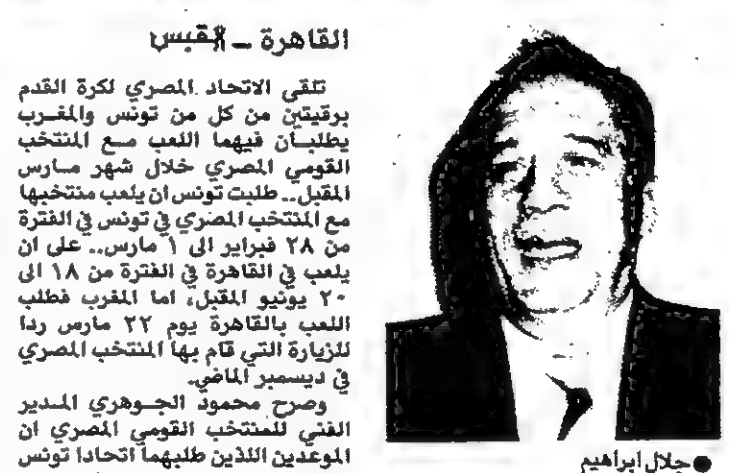 القاهرة ـ القبس
تلقى الاتحاد المصري لكرة القدم
برقيتين من كل من تونس والمغرب
يطلبان فيهما اللعب مع المنتخب
القومي المصري خلال شهر مارس
المقبل.. طلبت تونس ان يلعب منتخبها
مع المنتخب المصري في تونس في الفترة
من ٢٨ فبراير الى ١ مارس.. على ان
يلعب في القاهرة في الفترة من ١٨ الى
٢٠ يونيو المقبل، اما المغرب فطلب
اللعب بالقاهرة يوم ٢٢ مارس ردا
للزيارة التي قام بها المنتخب المصري
في ديسمبر الماضي.
وصرح محمود الجوهري المدير
الفني للمنتخب القومي المصري ان
الموعدين اللذين طلبهما اتحادا تونس
● جلال ابراهيم